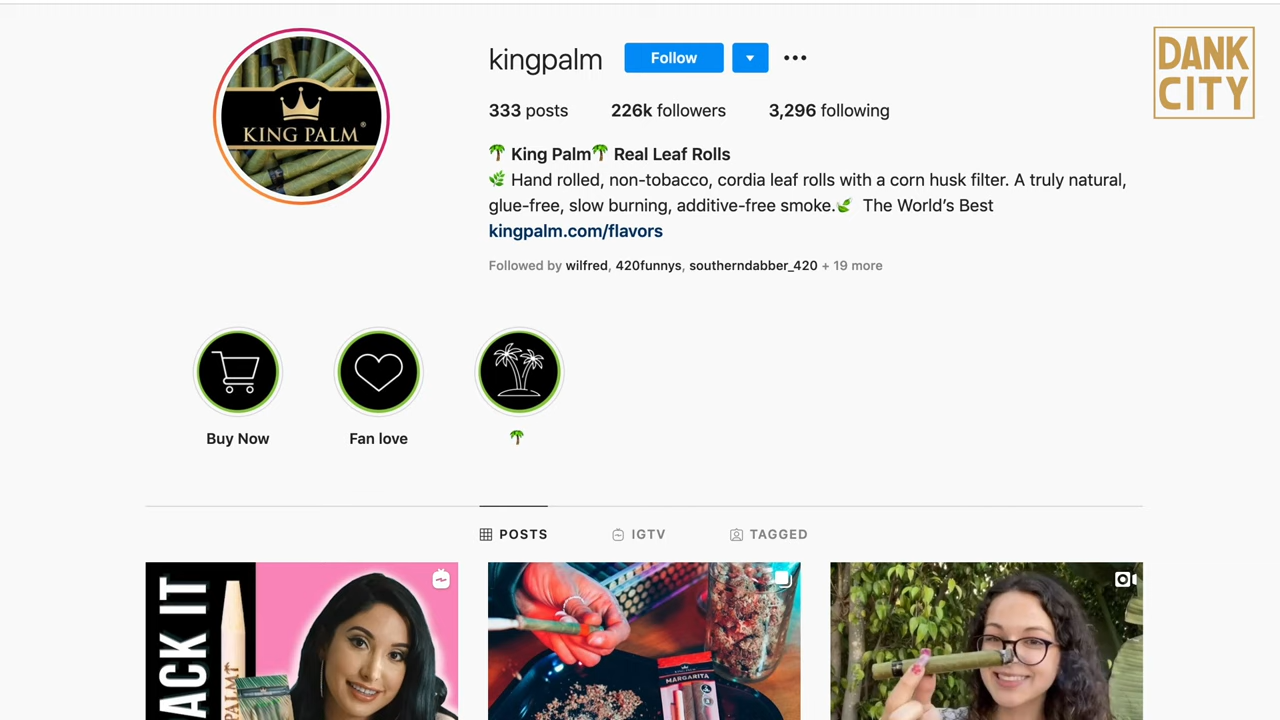 kingpalm
Follow
DANK
CITY
KING PALM®
333 posts 226k followers 3,296 following
🌴 King Palm🌴 Real Leaf Rolls
🌿 Hand rolled, non-tobacco, cordia leaf rolls with a corn husk filter. A truly natural,
glue-free, slow burning, additive-free smoke.🍃 The World’s Best
kingpalm.com/flavors
Followed by wilfred, 420funnys, southerndabber_420 + 19 more
Buy Now
Fan love
🌴
POSTS
IGTV
TAGGED
ACK IT
PALM
MARGARITA